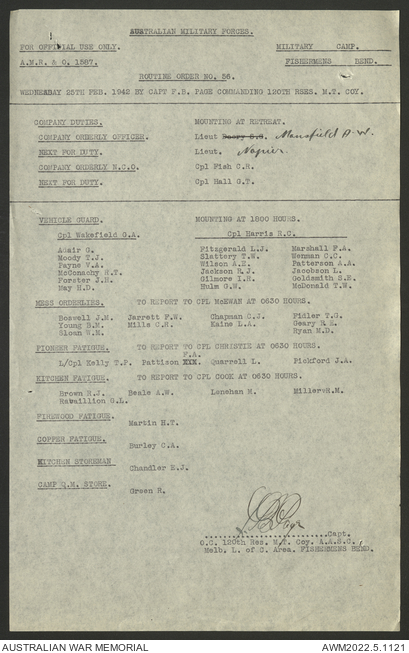 AUSTRALIAN MILITARY FORCES.
FOR OFFICIAL USE ONLY. MILITARY CAMP.
A.M.R. & O. 1587. FISHERMENS BEND.
ROUTINE ORDER NO. 56.
WEDNESDAY 25TH FEB. 1942 BY CAPT F.B. PAGE COMMANDING 120TH RSES. M.T. COY.
COMPANY DUTIES. MOUNTING AT RETREAT.
COMPANY ORDERLY OFFICER. Lieut Mansfield A.W.
NEXT FOR DUTY. Lieut. Napier.
COMPANY ORDERLY N.C.O. Cpl Fish C.R.
NEXT FOR DUTY. Cpl Hall G.T.
VEHICLE GUARD. MOUNTING AT 1800 HOURS.
Cpl Wakefield O.A. Cpl Harris R.C.
Adair G. Fitzgerald L.J. Marshall F.A.
Moody T.J. Slattery T.W. Wenman C.C.
Payne V.A. Wilson A.E. Patterson A.A.
McConachy H.T. Jackson R.J. Jacobson L.
Forster J.H. Gilmore I.R. Goldsmith S.E.
May H.D. Hulm G.W. McDonald T.W.
MESS ORDERLIES. TO REPORT TO CPL McEWAN AT 0630 HOURS.
Boswell J.M. Jarrett F.W. Chapman C.J. Fidler T.G.
Young B.M. Mills C.R. Kaine L.A. Geary R.E.
Sloan W.H. Ryan M.D.
PIONEER FATIGUE. TO REPORT TO CPL CHRISTIE AT 0630 HOURS.
F.A.
L/Cpl Kelly T.P. Pattison XXX. Quarrell L. Pickford J.A.
KITCHEN FATIGUE. TO REPORT TO CPL COOK AT 0630 HOURS.
Brown R.J. Beale A.W. Lenehan M. Miller H.M.
Ravaillion G.L.
FIREWOOD FATIGUE.
Martin H.T.
COPPER FATIGUE.
Burley C.A.
KITCHEN STOREMAN
Chandler E.J.
CAMP Q.M. STORE.
Green R.
Capt.
O.C. 120th Res. M.T. Coy. A.A.S.C.
Melb. L. of C. Area. FISHERMENS BEND.
AUSTRALIAN WAR MEMORIAL AWM2022.5.1121